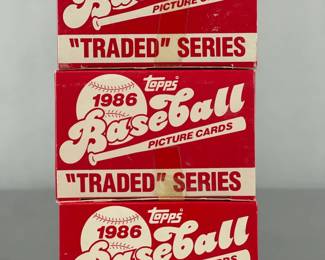 PICTURE CARDS
"TRADED" SERIES
topps
1986
Baseball
PICTURE CARDS
"TRADED" SERIES
topps
1986
Baseball